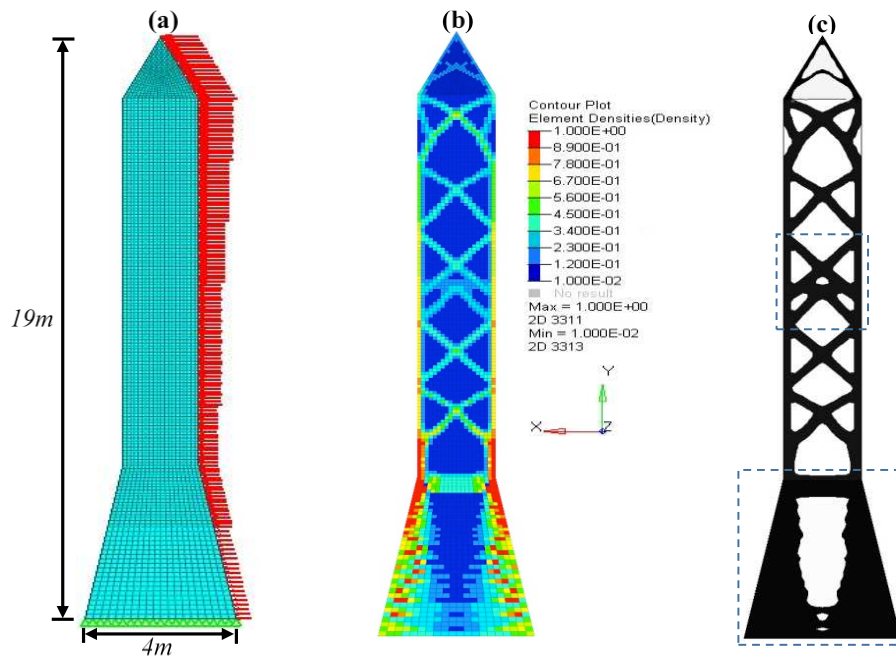 (a)
(b)
(c)
19m
4m
Contour Plot
Element Densities(Density)
1.000E+00
8.900E-01
7.800E-01
6.700E-01
5.600E-01
4.500E-01
3.400E-01
2.300E-01
1.200E-01
1.000E-02
No result
Max = 1.000E+00
2D 3311
Min = 1.000E-02
2D 3313
Y
X
Z